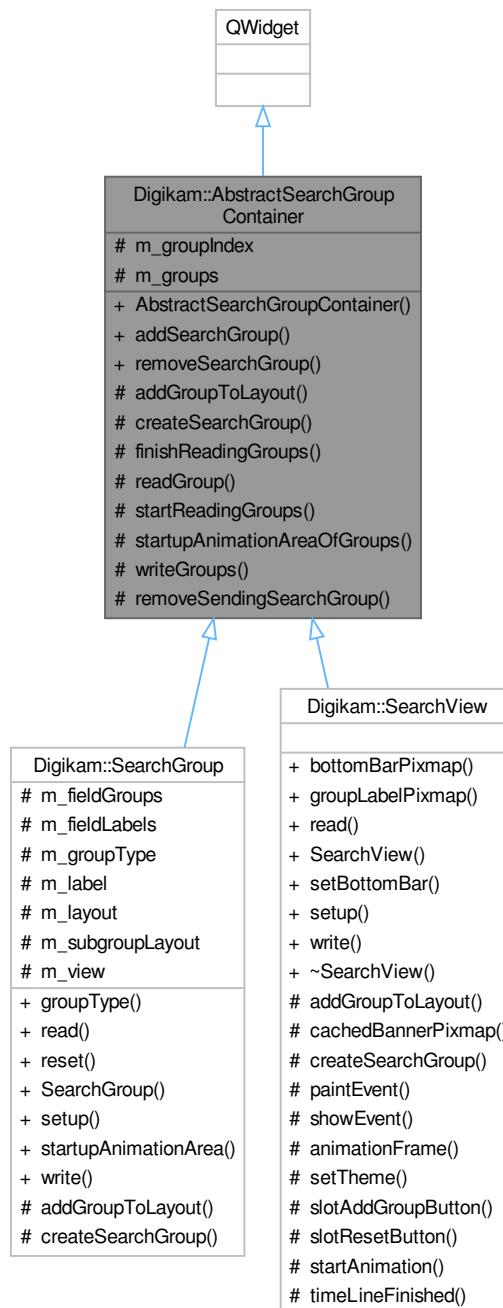 QWidget
Digikam::AbstractSearchGroup
Container
# m_groupIndex
# m_groups
+ AbstractSearchGroupContainer()
+ addSearchGroup()
+ removeSearchGroup()
# addGroupToLayout()
# createSearchGroup()
# finishReadingGroups()
# readGroup()
# startReadingGroups()
# startupAnimationAreaOfGroups()
# writeGroups()
# removeSendingSearchGroup()
Digikam::SearchGroup
# m_fieldGroups
# m_fieldLabels
# m_groupType
# m_label
# m_layout
# m_subgroupLayout
# m_view
+ groupType()
+ read()
+ reset()
+ SearchGroup()
+ setup()
+ startupAnimationArea()
+ write()
# addGroupToLayout()
# createSearchGroup()
Digikam::SearchView
+ bottomBarPixmap()
+ groupLabelPixmap()
+ read()
+ SearchView()
+ setBottomBar()
+ setup()
+ write()
+ ~SearchView()
# addGroupToLayout()
# cachedBannerPixmap()
# createSearchGroup()
# paintEvent()
# showEvent()
# animationFrame()
# setTheme()
# slotAddGroupButton()
# slotResetButton()
# startAnimation()
# timeLineFinished()